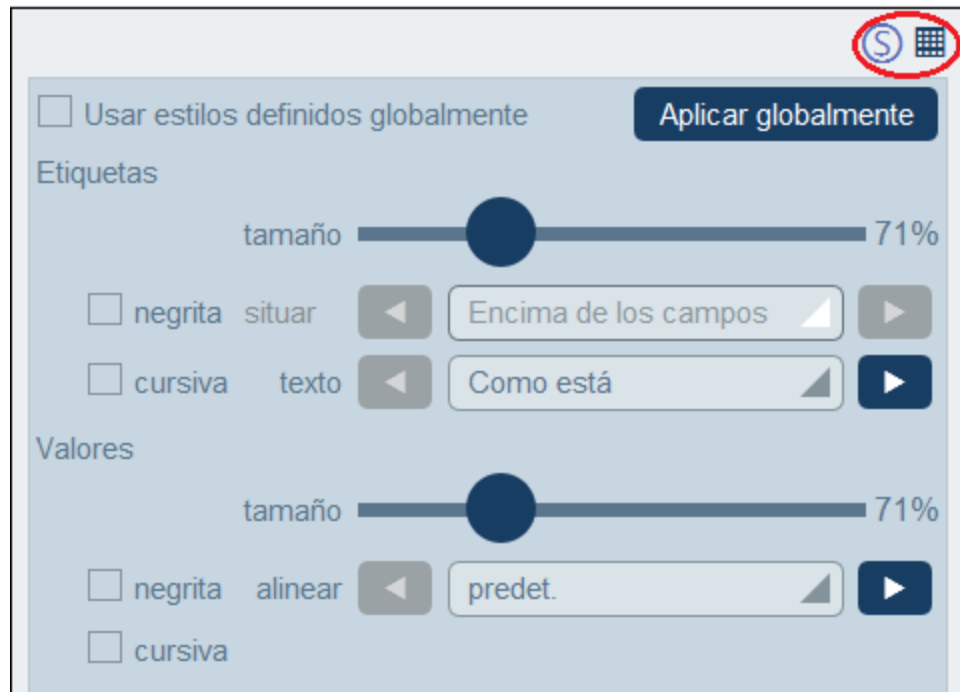 S
Usar estilos definidos globalmente Aplicar globalmente
Etiquetas
tamaño 71%
negrita situar Encima de los campos
cursiva texto Como está
Valores
tamaño 71%
negrita alinear predet.
cursiva